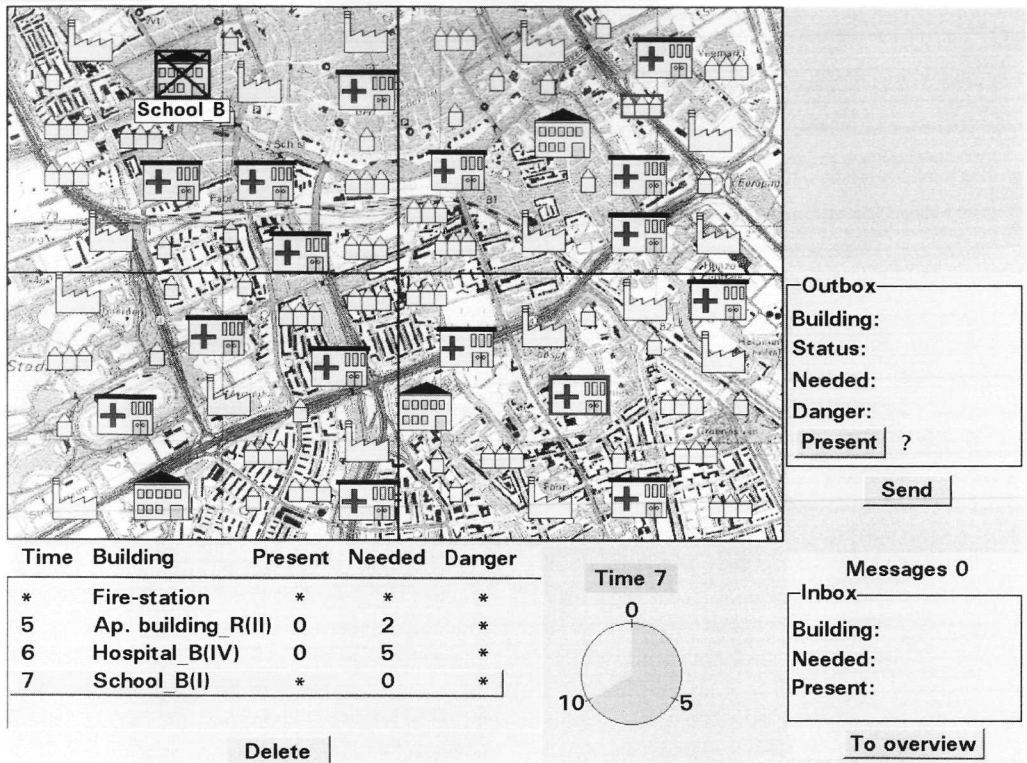 School_B
Outbox
Building:
Status:
Needed:
Danger:
Present ?
Send
Time Building Present Needed Danger
* Fire-station * * *
5 Ap. building_R(II) 0 2 *
6 Hospital_B(IV) 0 5 *
7 School_B(I) * 0 *
Delete
Time 7
0
5
10
Messages 0
Inbox
Building:
Needed:
Present:
To overview